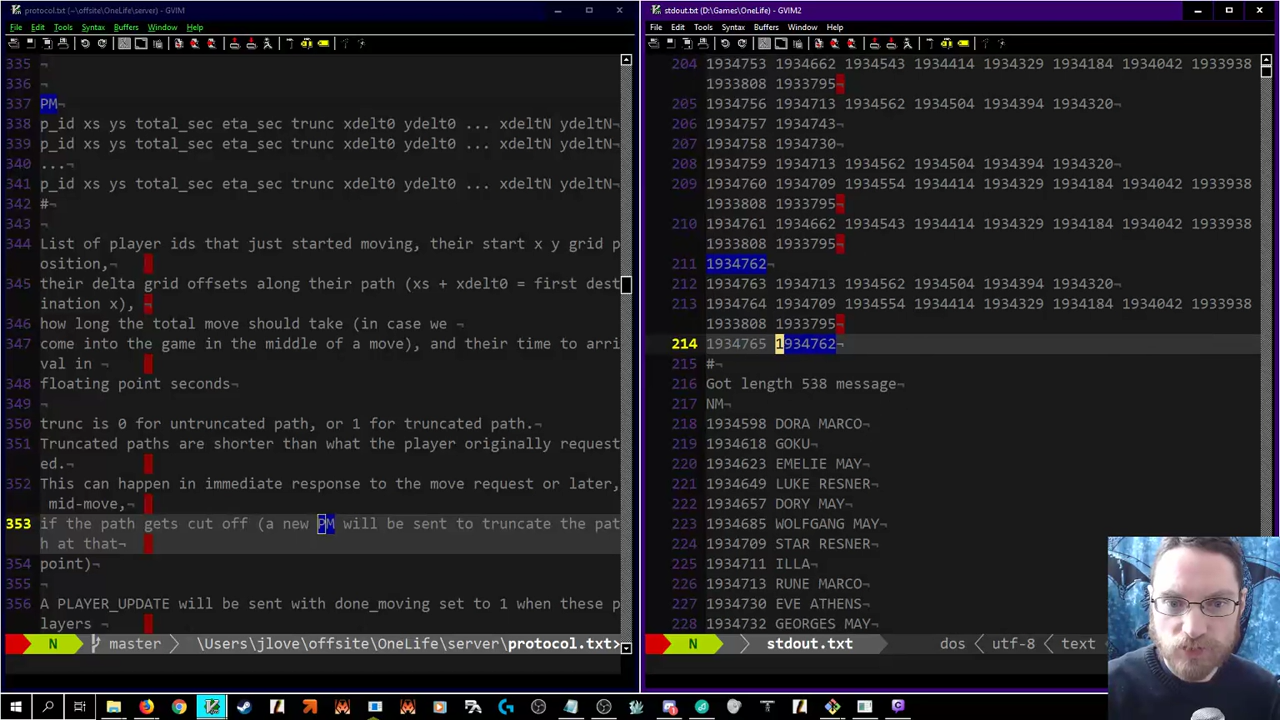 protocol.txt (~\offsite\OneLife\server) - GVIM
File Edit Tools Syntax Buffers Window Help
335 ¬
336 ¬
337 PM¬
338 p_id xs ys total_sec eta_sec trunc xdelt0 ydelt0 ... xdeltN ydeltN¬
339 p_id xs ys total_sec eta_sec trunc xdelt0 ydelt0 ... xdeltN ydeltN¬
340 ...¬
341 p_id xs ys total_sec eta_sec trunc xdelt0 ydelt0 ... xdeltN ydeltN¬
342 #¬
343 ¬
344 List of player ids that just started moving, their start x y grid p
osition,¬
345 their delta grid offsets along their path (xs + xdelt0 = first dest
ination x), ¬
346 how long the total move should take (in case we ¬
347 come into the game in the middle of a move), and their time to arri
val in ¬
348 floating point seconds¬
349 ¬
350 trunc is 0 for untruncated path, or 1 for truncated path.¬
351 Truncated paths are shorter than what the player originally request
ed.¬
352 This can happen in immediate response to the move request or later,
mid-move,¬
353 if the path gets cut off (a new PM will be sent to truncate the pat
h at that¬
354 point)¬
355 ¬
356 A PLAYER_UPDATE will be sent with done_moving set to 1 when these p
layers ¬
N master \Users\jlove\offsite\OneLife\server\protocol.txt>
stdout.txt (D:\Games\OneLife) - GVIM2
File Edit Tools Syntax Buffers Window Help
204 1934753 1934662 1934543 1934414 1934329 1934184 1934042 1933938
1933808 1933795¬
205 1934756 1934713 1934562 1934504 1934394 1934320¬
206 1934757 1934743¬
207 1934758 1934730¬
208 1934759 1934713 1934562 1934504 1934394 1934320¬
209 1934760 1934709 1934554 1934414 1934329 1934184 1934042 1933938
1933808 1933795¬
210 1934761 1934662 1934543 1934414 1934329 1934184 1934042 1933938
1933808 1933795¬
211 1934762¬
212 1934763 1934713 1934562 1934504 1934394 1934320¬
213 1934764 1934709 1934554 1934414 1934329 1934184 1934042 1933938
1933808 1933795¬
214 1934765 1934762¬
215 #¬
216 Got length 538 message¬
217 NM¬
218 1934598 DORA MARCO¬
219 1934618 GOKU¬
220 1934623 EMELIE MAY¬
221 1934649 LUKE RESNER¬
222 1934657 DORY MAY¬
223 1934685 WOLFGANG MAY¬
224 1934709 STAR RESNER¬
225 1934711 ILLA¬
226 1934713 RUNE MARCO¬
227 1934730 EVE ATHENS¬
228 1934732 GEORGES MAY¬
N stdout.txt dos utf-8 text